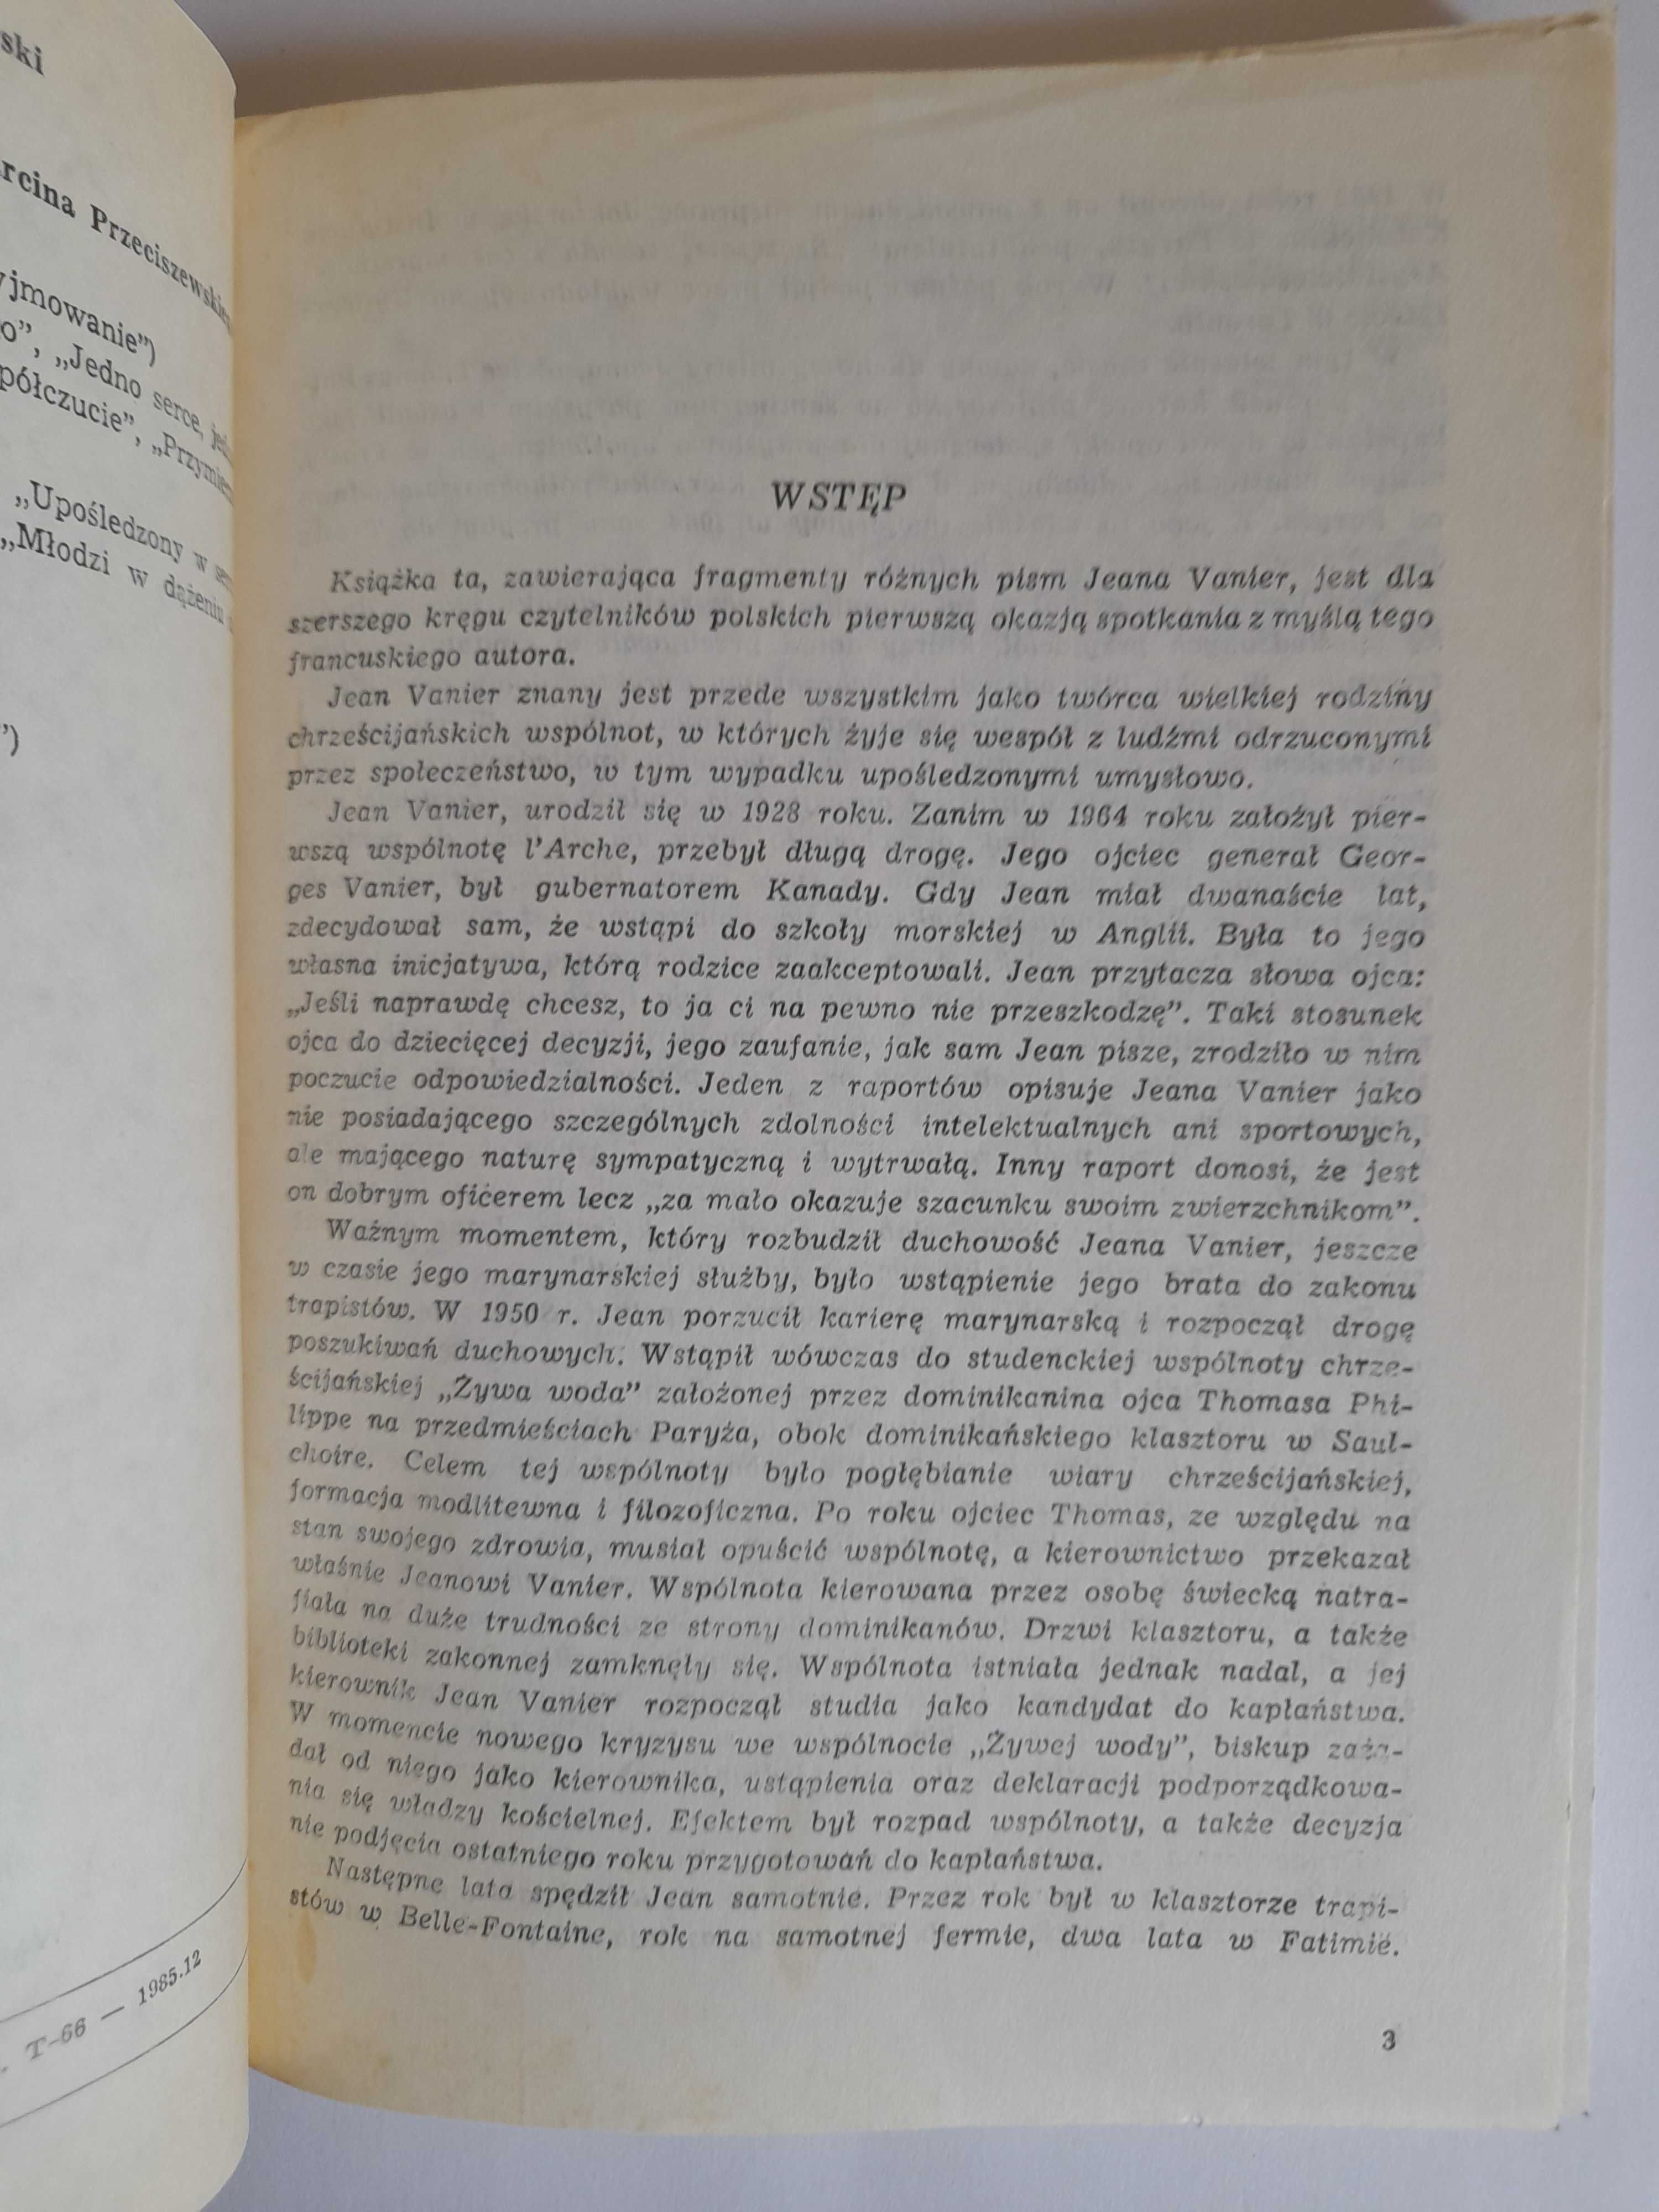 ski
rcina Przeciszewskie
yjmowanie”)
o”, „Jedno serce,
półczucie”, „Przymier
„Upośledzony w
„Młodzi w dążeniu
”)
T-66 — 1985.12
WSTĘP
Książka ta, zawierająca fragmenty różnych pism Jeana Vanier, jest dla
szerszego kręgu czytelników polskich pierwszą okazją spotkania z myślą tego
francuskiego autora.
Jean Vanier znany jest przede wszystkim jako twórca wielkiej rodziny
chrześcijańskich wspólnot, w których żyje się wespół z ludźmi odrzuconymi
przez społeczeństwo, w tym wypadku upośledzonymi umysłowo.
Jean Vanier, urodził się w 1928 roku. Zanim w 1964 roku założył pier-
wszą wspólnotę l’Arche, przebył długą drogę. Jego ojciec generał Geor-
ges Vanier, był gubernatorem Kanady. Gdy Jean miał dwanaście lat,
zdecydował sam, że wstąpi do szkoły morskiej w Anglii. Była to jego
własna inicjatywa, którą rodzice zaakceptowali. Jean przytacza słowa ojca:
„Jeśli naprawdę chcesz, to ja ci na pewno nie przeszkodzę”. Taki stosunek
ojca do dziecięcej decyzji, jego zaufanie, jak sam Jean pisze, zrodziło w nim
poczucie odpowiedzialności. Jeden z raportów opisuje Jeana Vanier jako
nie posiadającego szczególnych zdolności intelektualnych ani sportowych,
ale mającego naturę sympatyczną i wytrwałą. Inny raport donosi, że jest
on dobrym oficerem lecz „za mało okazuje szacunku swoim zwierzchnikom”.
Ważnym momentem, który rozbudził duchowość Jeana Vanier, jeszcze
w czasie jego marynarskiej służby, było wstąpienie jego brata do zakonu
trapistów. W 1950 r. Jean porzucił karierę marynarską i rozpoczął drogę
poszukiwań duchowych. Wstąpił wówczas do studenckiej wspólnoty chrze-
ścijańskiej „Żywa woda” założonej przez dominikanina ojca Thomasa Phi-
lippe na przedmieściach Paryża, obok dominikańskiego klasztoru w Saul-
choire. Celem tej wspólnoty było pogłębianie wiary chrześcijańskiej,
formacja modlitewna i filozoficzna. Po roku ojciec Thomas, ze względu na
stan swojego zdrowia, musiał opuścić wspólnotę, a kierownictwo przekazał
właśnie Jeanowi Vanier. Wspólnota kierowana przez osobę świecką natra-
fiała na duże trudności ze strony dominikanów. Drzwi klasztoru, a także
biblioteki zakonnej zamknęły się. Wspólnota istniała jednak nadal, a jej
kierownik Jean Vanier rozpoczął studia jako kandydat do kapłaństwa.
W momencie nowego kryzysu we wspólnocie „Żywej wody”, biskup zażą-
dał od niego jako kierownika, ustąpienia oraz deklaracji podporządkowa-
nia się władzy kościelnej. Efektem był rozpad wspólnoty, a także decyzja
nie podjęcia ostatniego roku przygotowań do kapłaństwa.
Następne lata spędził Jean samotnie. Przez rok był w klasztorze trapi-
stów w Belle-Fontaine, rok na samotnej fermie, dwa lata w Fatimie.
3